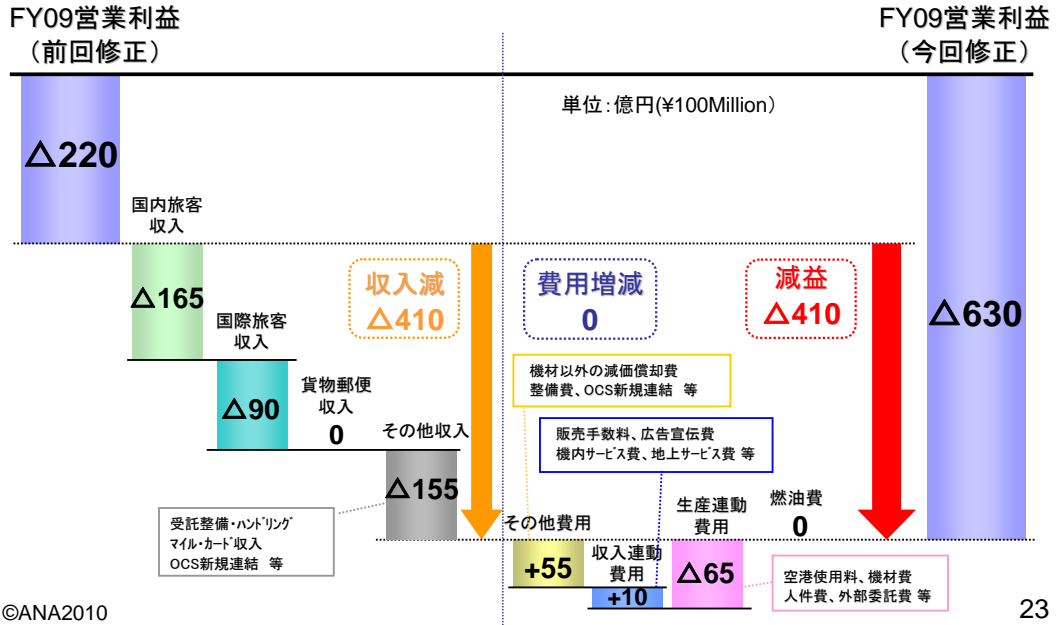 FY09営業利益
（前回修正）
FY09営業利益
（今回修正）
単位：億円(¥100Million）
△220
国内旅客
収入
△165
国際旅客
収入
△90
貨物郵便
収入
0
その他収入
△155
収入減
△410
費用増減
0
減益
△410
△630
機材以外の減価償却費
整備費、OCS新規連結 等
販売手数料、広告宣伝費
機内サービス費、地上サービス費 等
受託整備・ハンドリング
マイル・カード収入
OCS新規連結 等
その他費用
+55
収入連動
費用
+10
生産連動
費用
△65
燃油費
0
空港使用料、機材費
人件費、外部委託費 等
©ANA2010
23